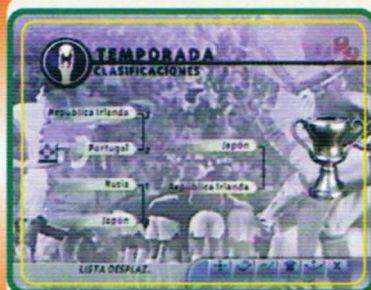 TEMPORADA
CLASIFICACIONES
República Irlanda
Portugal
Japón
Rusia
República Irlanda
Japón
LISTA DESPLAZ.